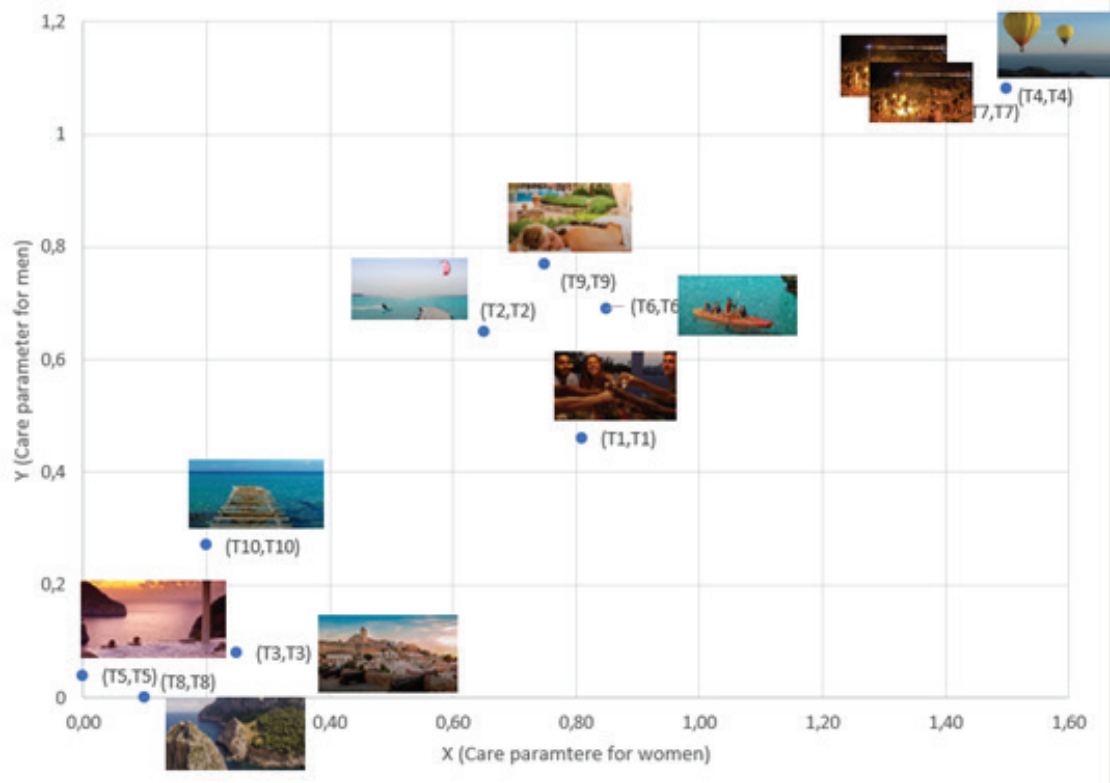 1,2
(T4,T4)
T7,T7)
1
0,8
(T9,T9)
(T2,T2)
(T6,T6
0,6
(T1,T1)
0,4
(T10,T10)
0,2
(T3,T3)
(T5,T5)
(T8,T8)
0
0,00
0,40
0,60
0,80
1,00
1,20
1,40
1,60
X (Care paramtere for women)
Y (Care parameter for men)